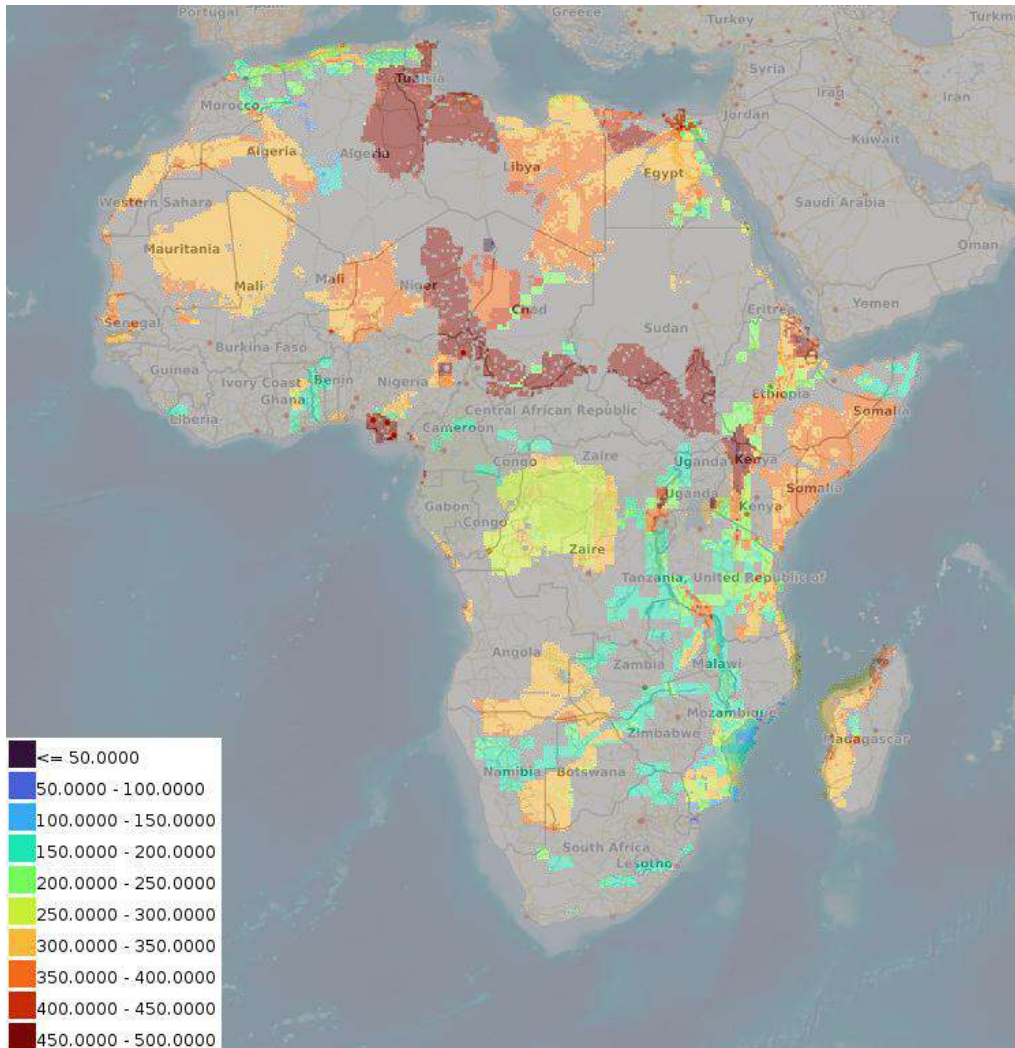 Portugal
Spain
Greece
Turkey
Turkm
Syria
Iraq
Iran
Jordan
Kuwait
Tunisia
Morocco
Algeria
Algeria
Libya
Egypt
Western Sahara
Saudi Arabia
Oman
Mauritania
Mali
Mali
Niger
Chad
Sudan
Eritrea
Yemen
Senegal
Burkina Faso
Guinea
Ivory Coast
Benin
Ghana
Nigeria
Liberia
Cameroon
Central African Republic
Ethiopia
Somalia
Congo
Zaire
Uganda
Kenya
Uganda
Kenya
Somalia
Gabon
Congo
Zaire
Tanzania, United Republic of
Angola
Zambia
Malawi
Mozambique
Zimbabwe
Madagascar
Namibia
Botswana
South Africa
Lesotho
<= 50.0000
50.0000 - 100.0000
100.0000 - 150.0000
150.0000 - 200.0000
200.0000 - 250.0000
250.0000 - 300.0000
300.0000 - 350.0000
350.0000 - 400.0000
400.0000 - 450.0000
450.0000 - 500.0000